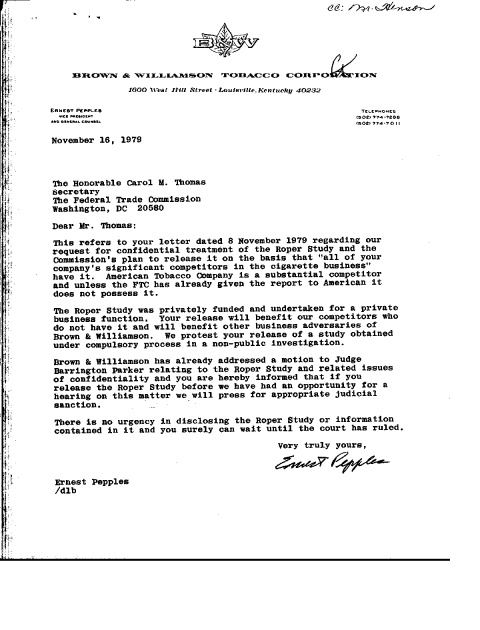 cc: M. Henson
B&W
BROWN & WILLIAMSON TOBACCO CORPORATION
1600 West Hill Street · Louisville, Kentucky 40232
ERNEST PEPPLES
VICE PRESIDENT
AND GENERAL COUNSEL
TELEPHONES
(502) 774-7288
(502) 774-7011
November 16, 1979
The Honorable Carol M. Thomas
Secretary
The Federal Trade Commission
Washington, DC 20580
Dear Mr. Thomas:
This refers to your letter dated 8 November 1979 regarding our
request for confidential treatment of the Roper Study and the
Commission's plan to release it on the basis that "all of your
company's significant competitors in the cigarette business"
have it. American Tobacco Company is a substantial competitor
and unless the FTC has already given the report to American it
does not possess it.
The Roper Study was privately funded and undertaken for a private
business function. Your release will benefit our competitors who
do not have it and will benefit other business adversaries of
Brown & Williamson. We protest your release of a study obtained
under compulsory process in a non-public investigation.
Brown & Williamson has already addressed a motion to Judge
Barrington Parker relating to the Roper Study and related issues
of confidentiality and you are hereby informed that if you
release the Roper Study before we have had an opportunity for a
hearing on this matter we will press for appropriate judicial
sanction.
There is no urgency in disclosing the Roper Study or information
contained in it and you surely can wait until the court has ruled.
Very truly yours,
Ernest Pepples
Ernest Pepples
/dlb